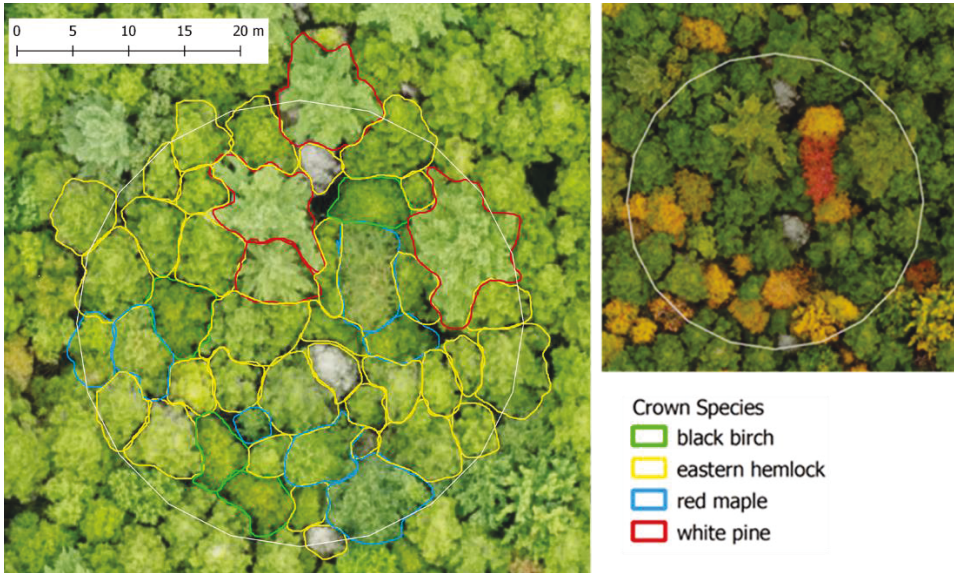 0 5 10 15 20 m
Crown Species
black birch
eastern hemlock
red maple
white pine